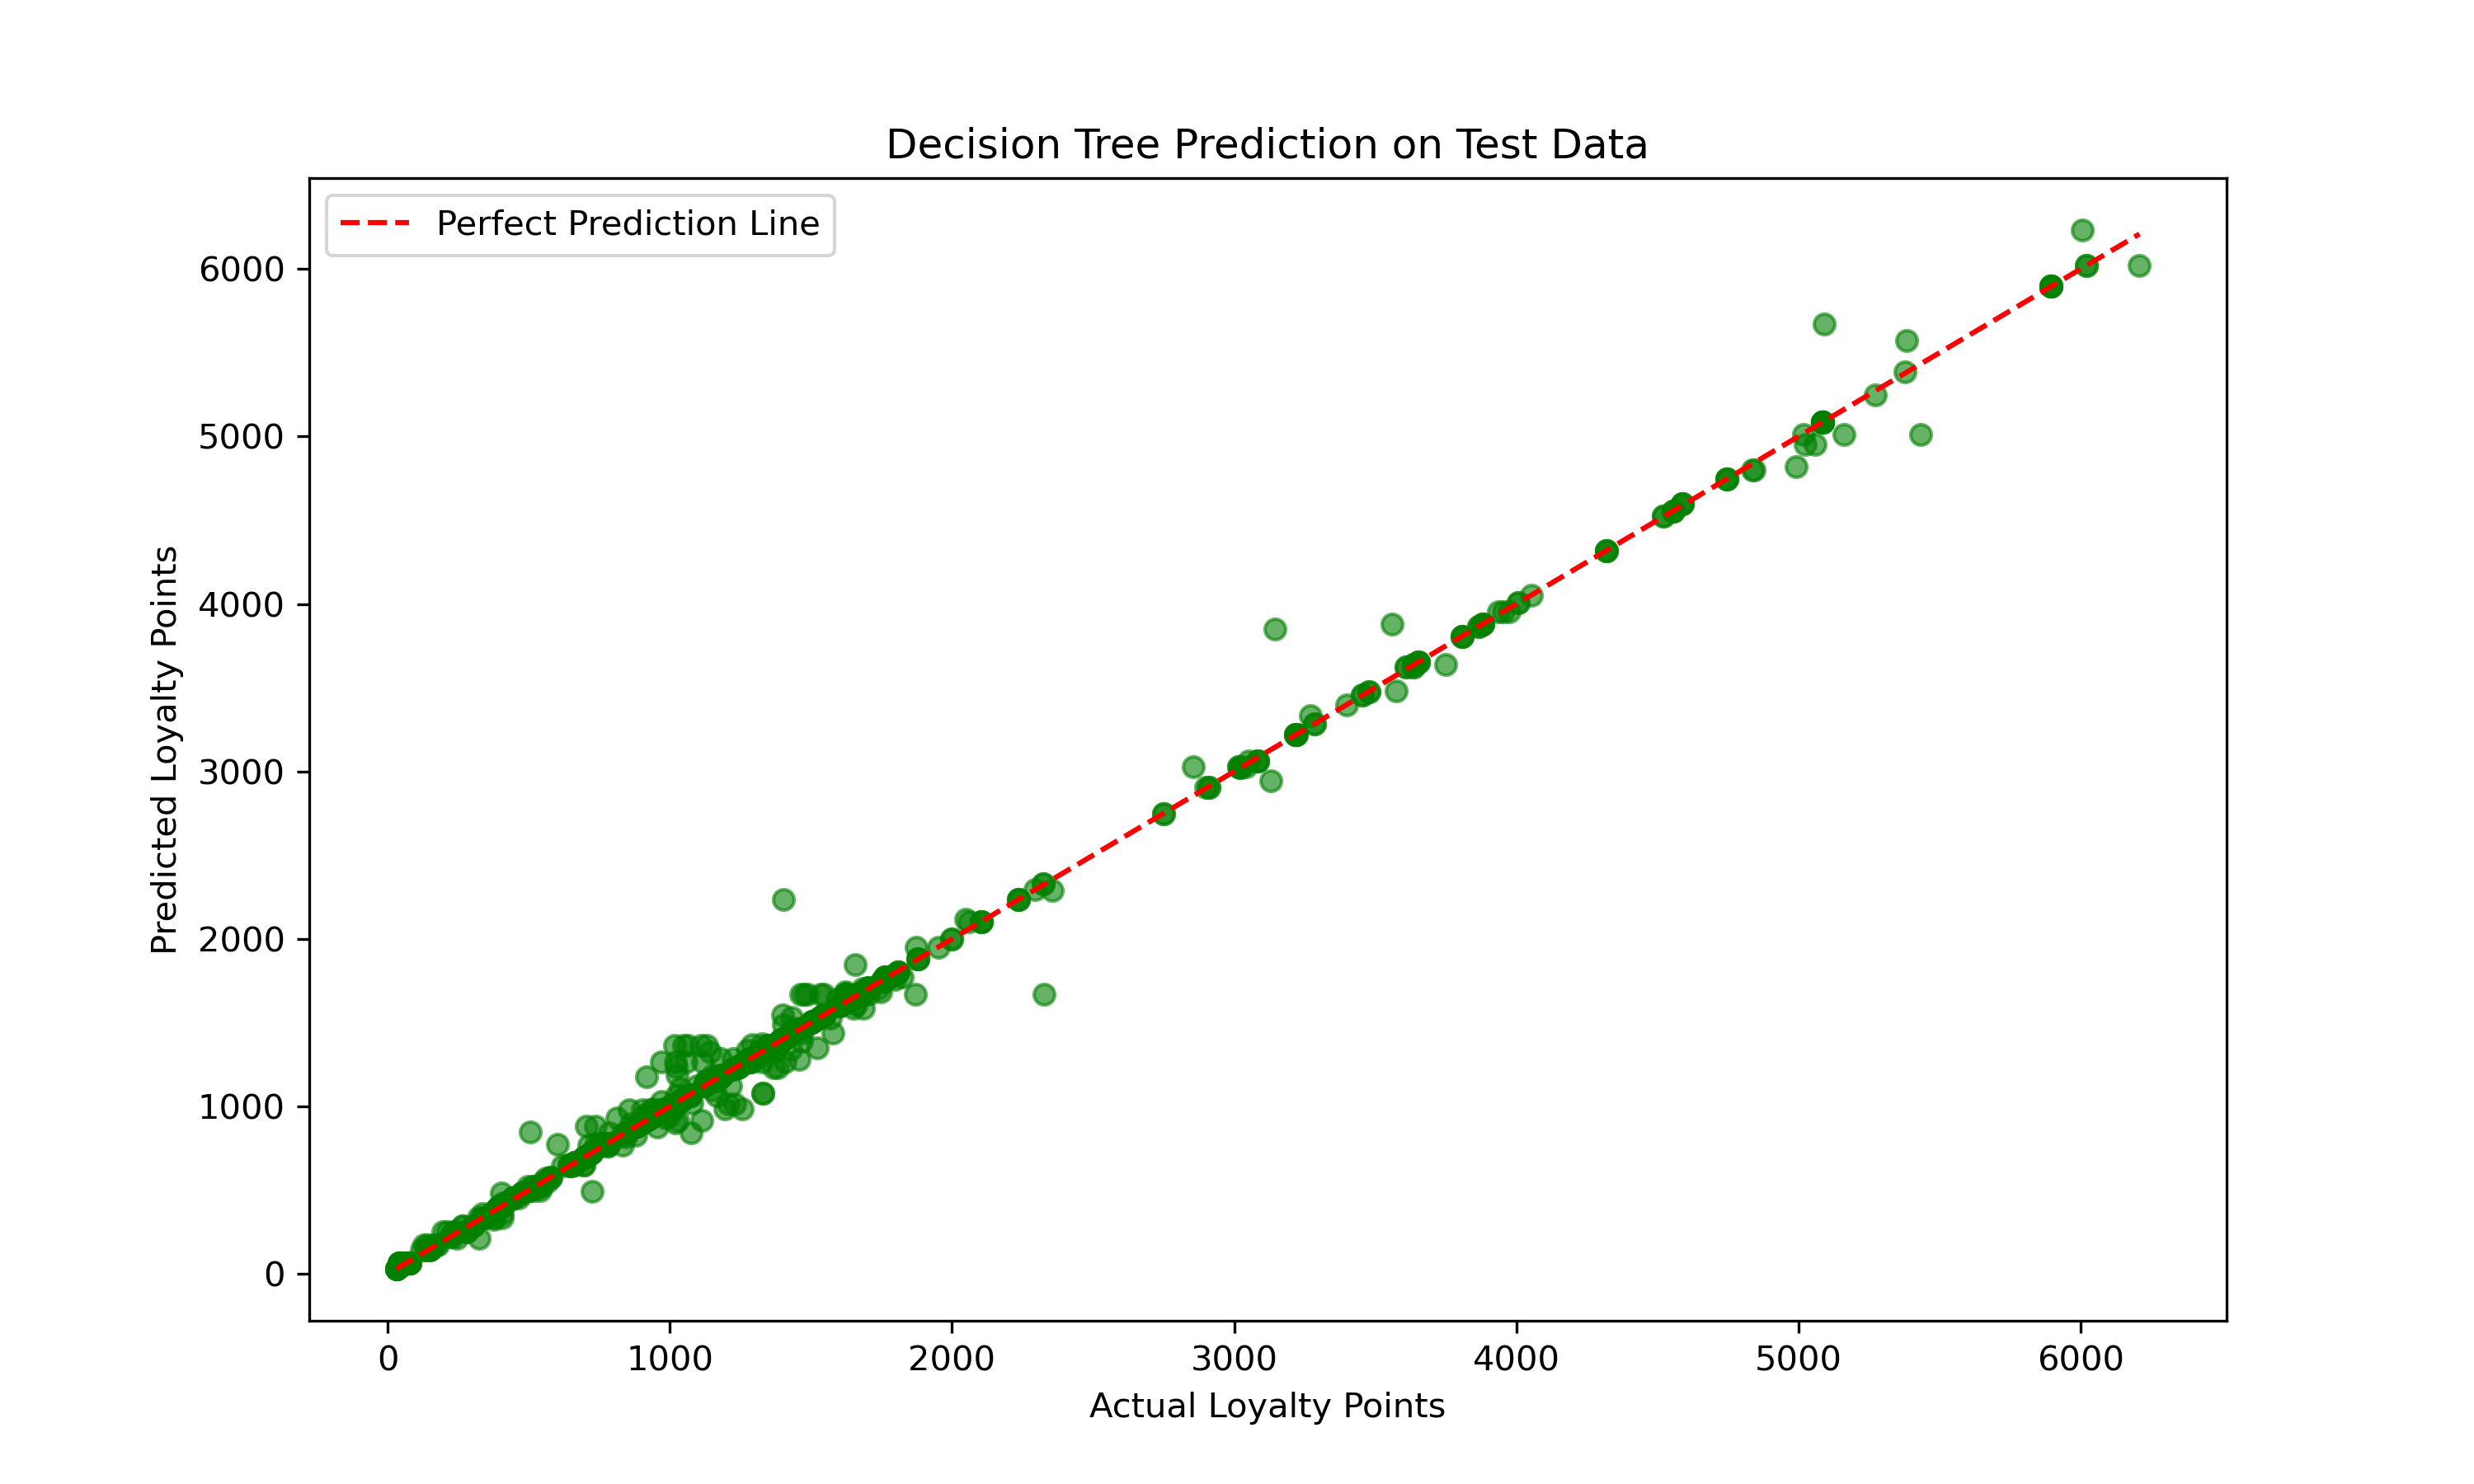 Decision Tree Prediction on Test Data
Perfect Prediction Line
Predicted Loyalty Points
6000
5000
4000
3000
2000
1000
0
0 1000 2000 3000 4000 5000 6000
Actual Loyalty Points